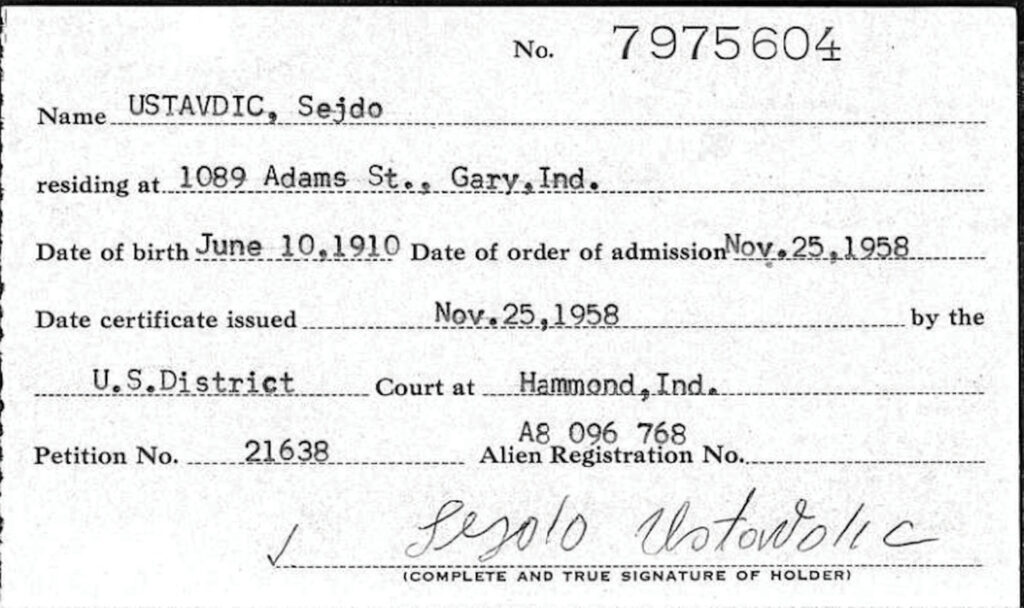 No. 7975604
Name USTAVDIC, Sejdo
residing at 1089 Adams St., Gary,Ind.
Date of birth June 10,1910 Date of order of admission Nov.25,1958
Date certificate issued Nov.25,1958 by the
U.S.District Court at Hammond,Ind.
A8 096 768
Petition No. 21638 Alien Registration No.
Sejdo Ustavdic
(COMPLETE AND TRUE SIGNATURE OF HOLDER)